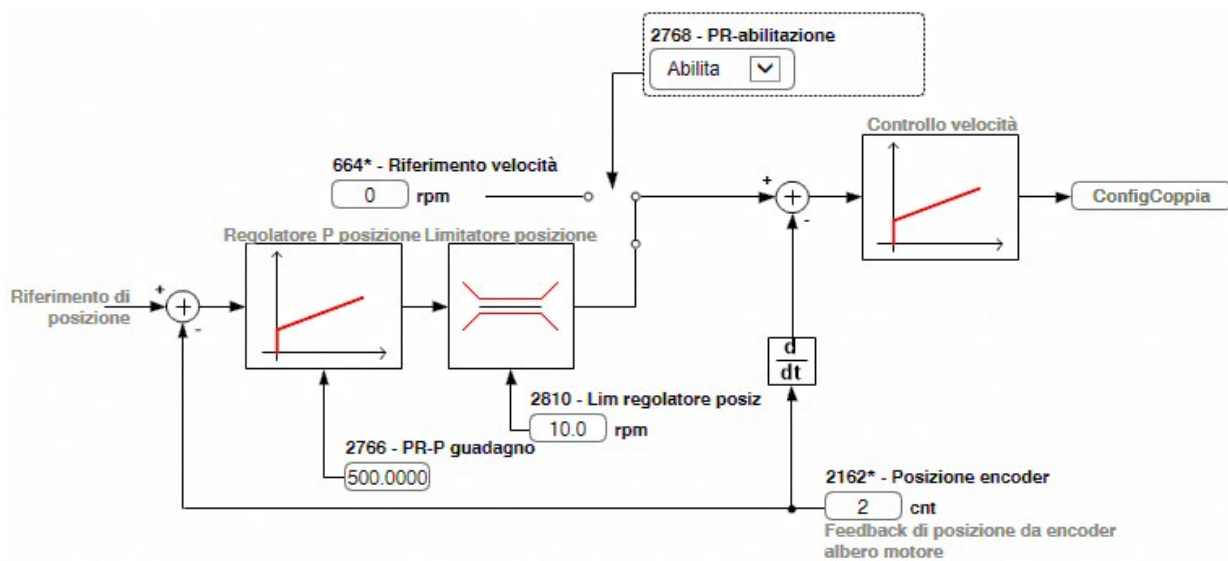 2768 - PR-abilitazione
Abilita
Controllo velocità
664* - Riferimento velocità
0 rpm
+
+
-
ConfigCoppia
Regolatore P posizione
Limitatore posizione
Riferimento di
posizione
+
+
-
d
dt
2810 - Lim regolatore posiz
10.0 rpm
2766 - PR-P guadagno
500.0000
2162* - Posizione encoder
2 cnt
Feedback di posizione da encoder
albero motore